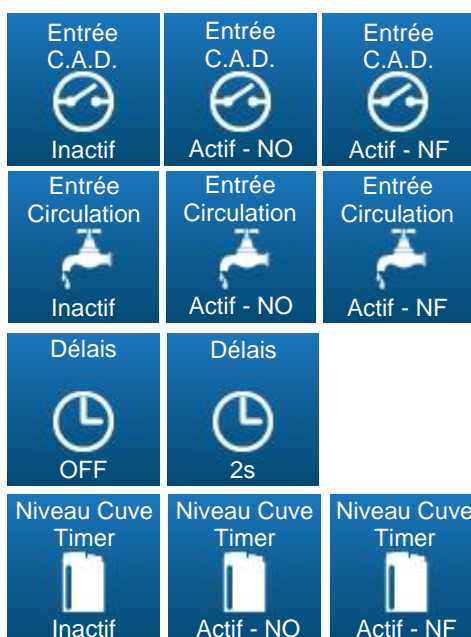 Entrée
C.A.D.
Inactif
Entrée
C.A.D.
Actif - NO
Entrée
C.A.D.
Actif - NF
Entrée
Circulation
Inactif
Entrée
Circulation
Actif - NO
Entrée
Circulation
Actif - NF
Délais
OFF
Délais
2s
Niveau Cuve
Timer
Inactif
Niveau Cuve
Timer
Actif - NO
Niveau Cuve
Timer
Actif - NF